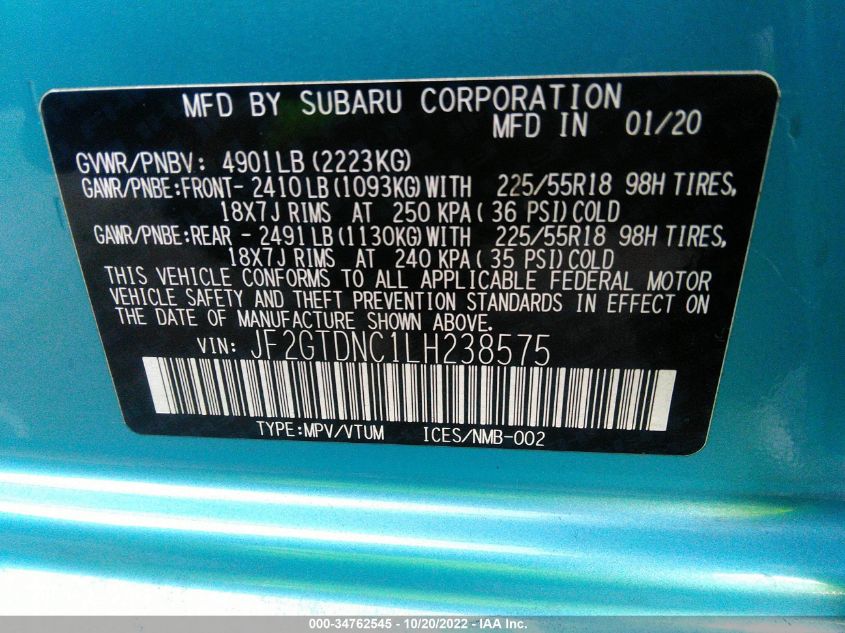 MFD BY SUBARU CORPORATION
MFD IN 01/20
GVWR/PNBV: 4901LB (2223KG)
GAWR/PNBE:FRONT- 2410LB (1093KG) WITH 225/55R18 98H TIRES,
18X7J RIMS AT 250 KPA ( 36 PSI) COLD
GAWR/PNBE:REAR - 2491LB (1130KG) WITH 225/55R18 98H TIRES,
18X7J RIMS AT 240 KPA ( 35 PSI) COLD
THIS VEHICLE CONFORMS TO ALL APPLICABLE FEDERAL MOTOR
VEHICLE SAFETY AND THEFT PREVENTION STANDARDS IN EFFECT ON
THE DATE OF MANUFACTURE SHOWN ABOVE.
VIN: JF2GTDNC1LH238575
TYPE:MPV/VTUM ICES/NMB-002
000-34762545 - 10/20/2022 - IAA Inc.